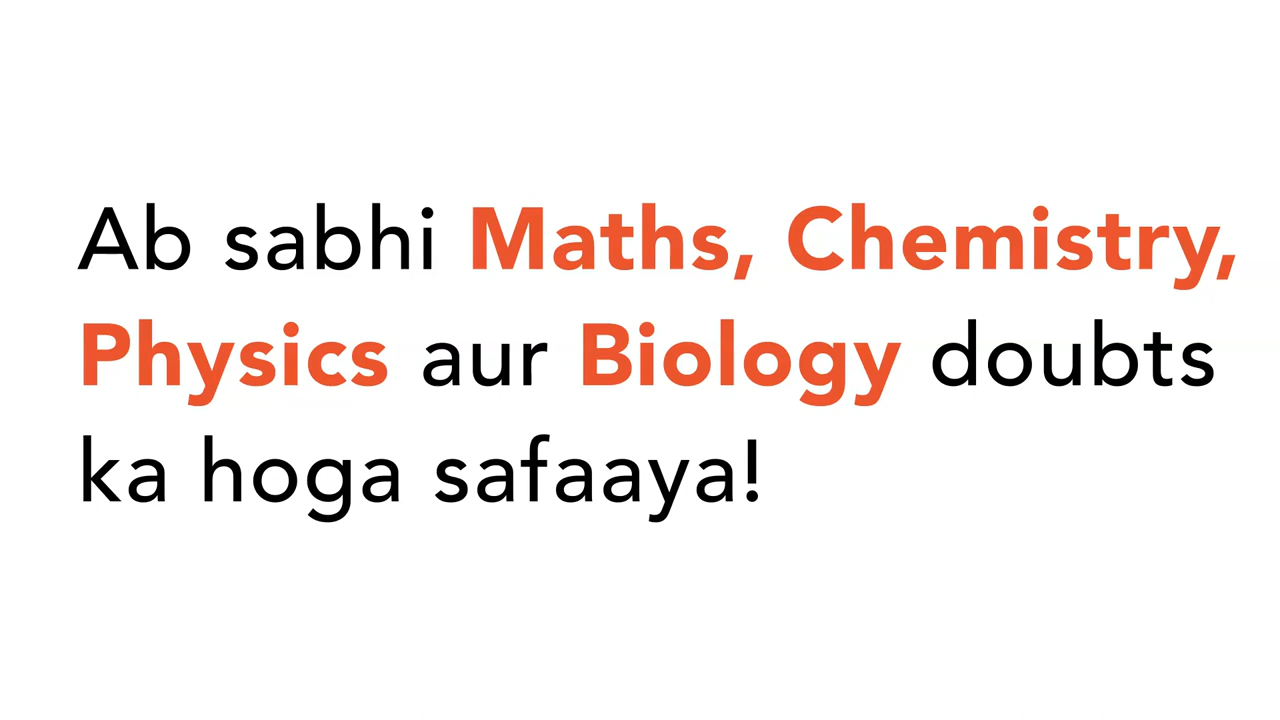 Ab sabhi Maths, Chemistry,
Physics aur Biology doubts
ka hoga safaaya!